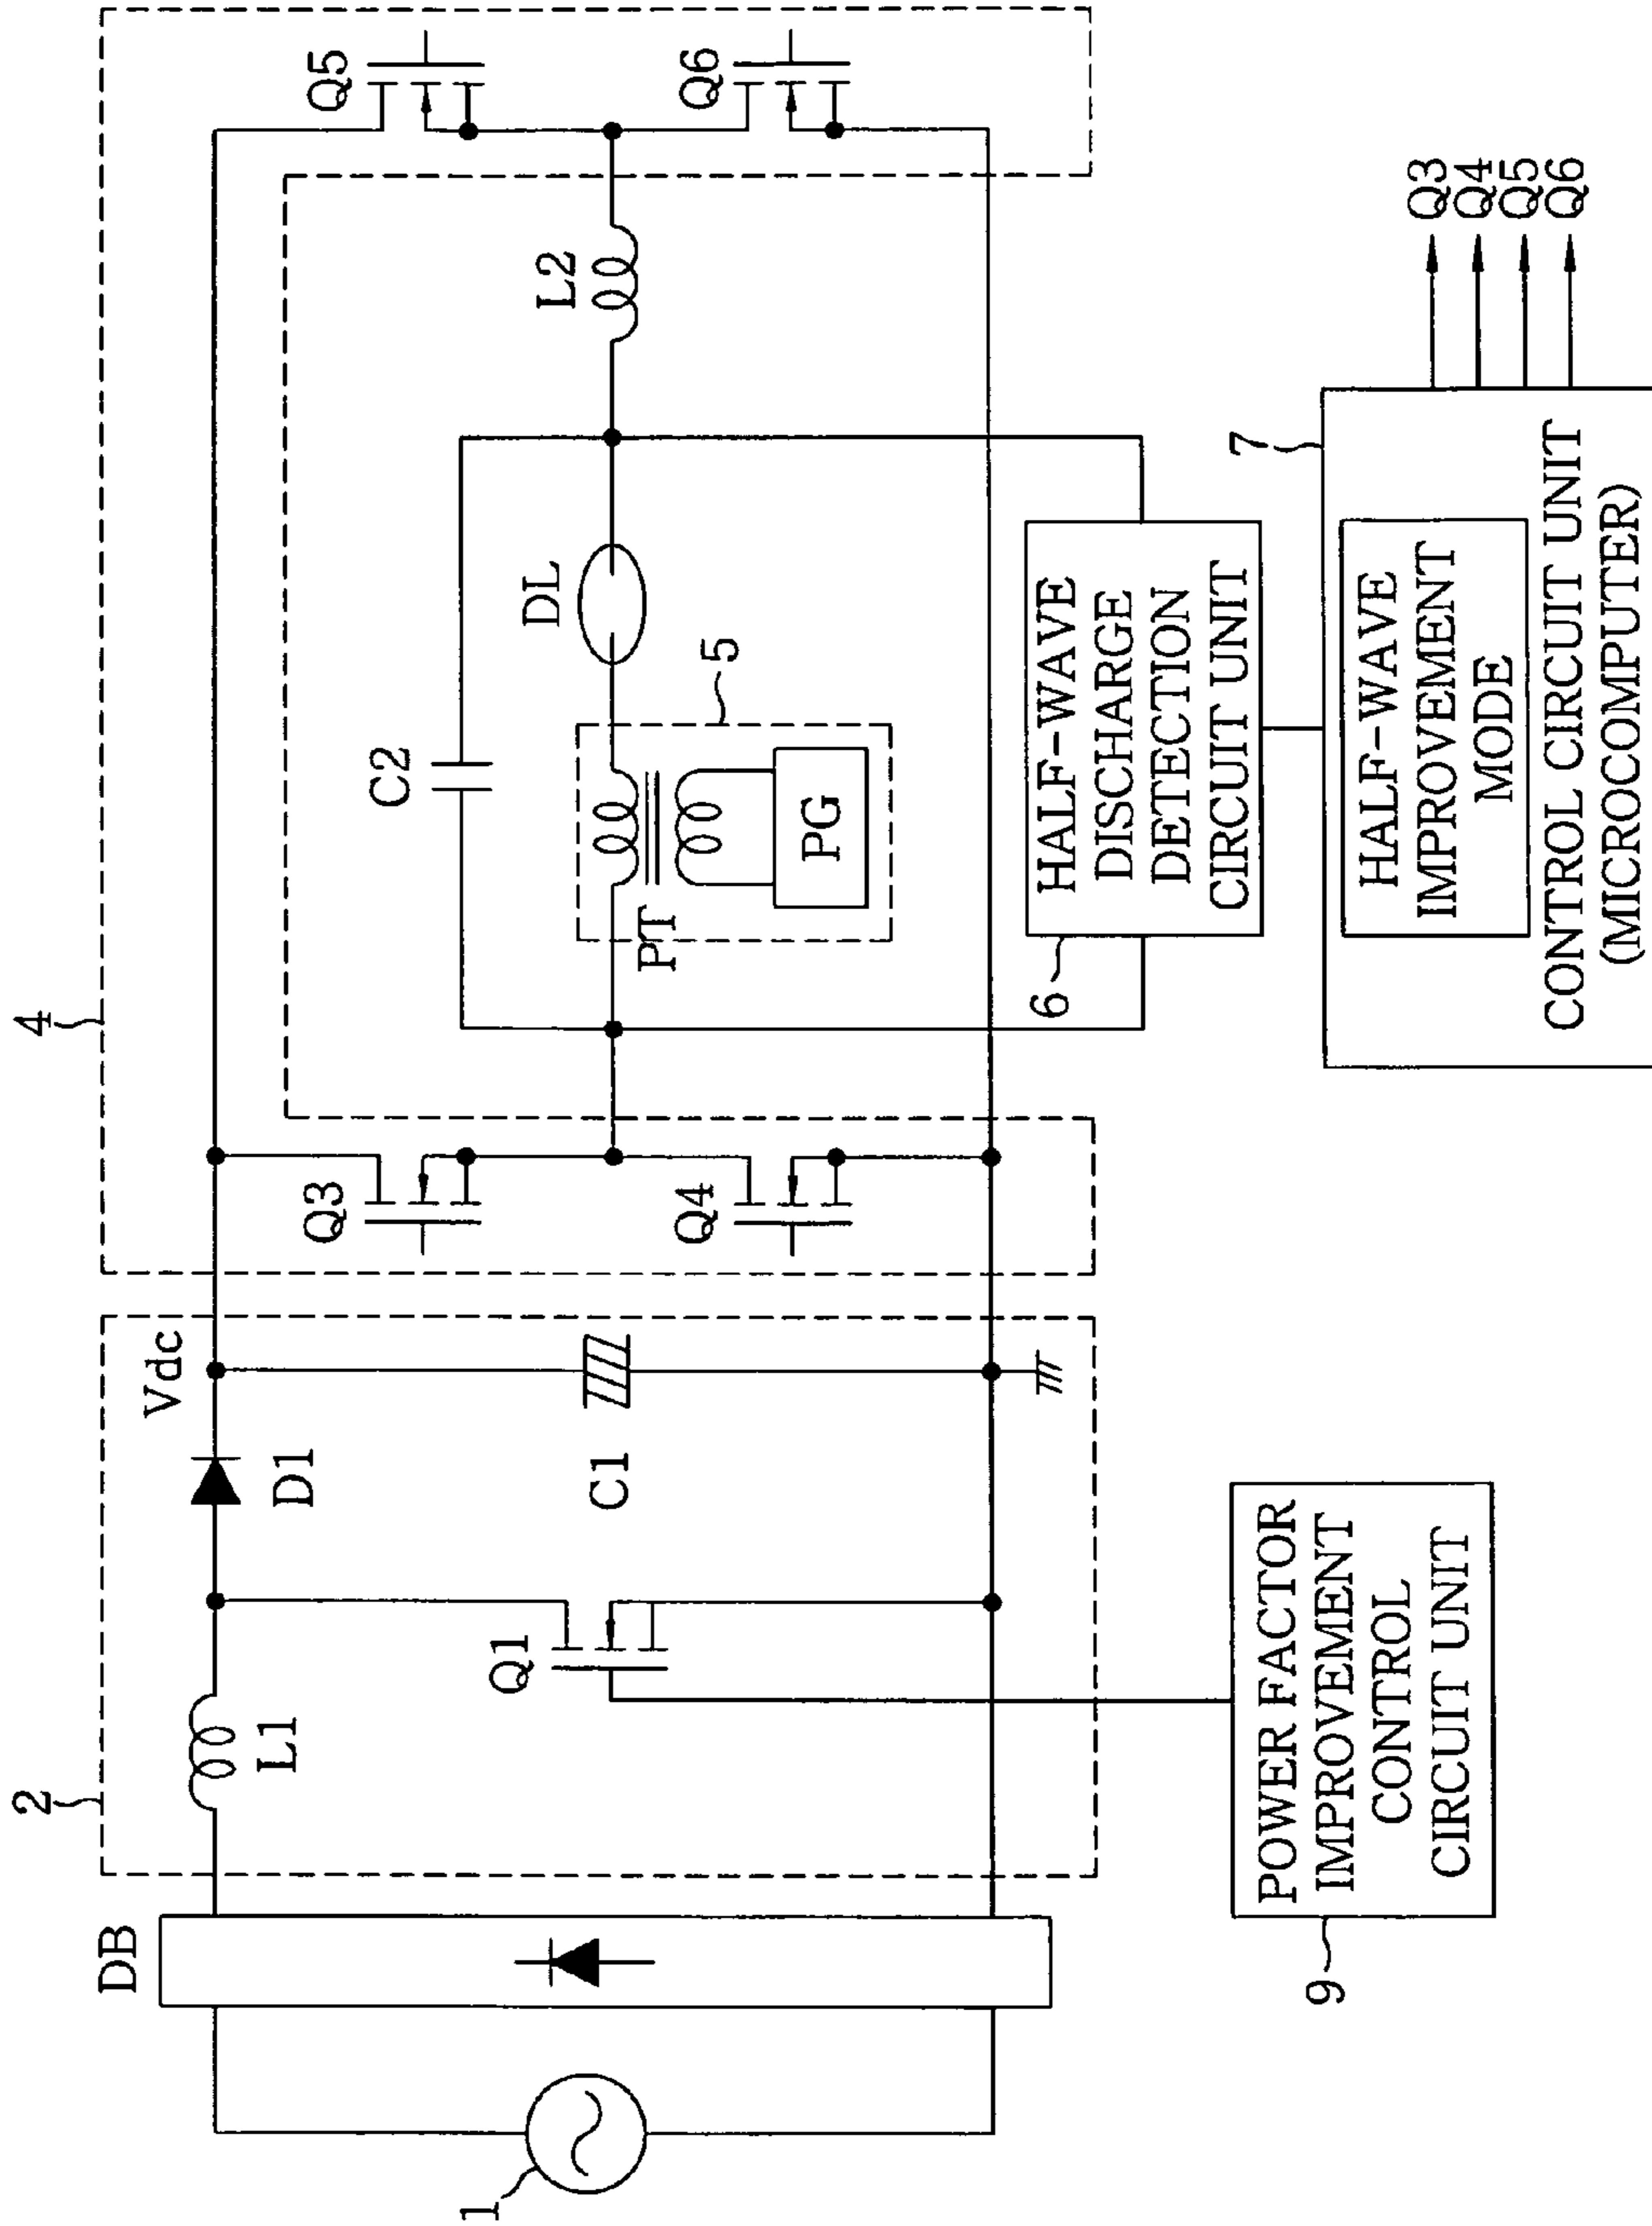 4
2
Vdc
DB
L1
D1
Q1
C1
Q3
Q4
C2
PT
PG
5
DL
L2
Q5
Q6
1
9
POWER FACTOR
IMPROVEMENT
CONTROL
CIRCUIT UNIT
6
HALF-WAVE
DISCHARGE
DETECTION
CIRCUIT UNIT
7
HALF-WAVE
IMPROVEMENT
MODE
CONTROL CIRCUIT UNIT
(MICROCOMPUTER)
Q3
Q4
Q5
Q6